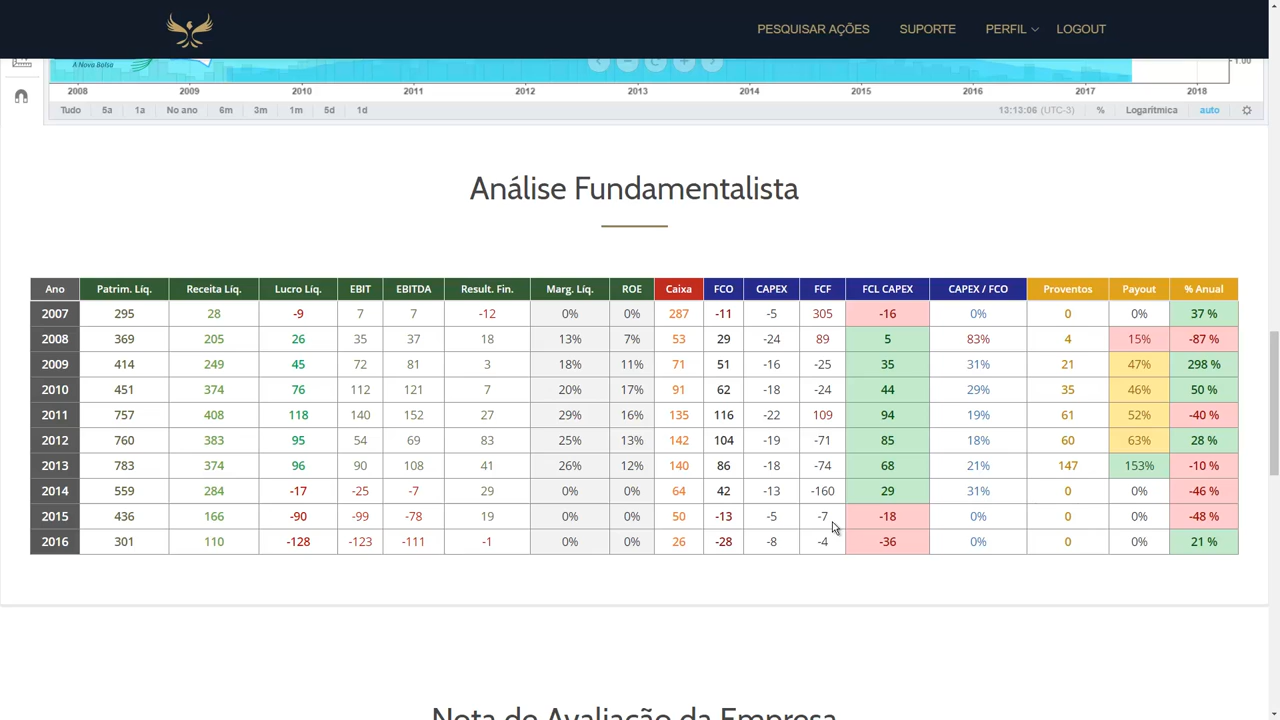 PESQUISAR AÇÕES SUPORTE PERFIL LOGOUT
A Nova Bolsa
1.00
2008 2009 2010 2011 2012 2013 2014 2015 2016 2017 2018
Tudo 5a 1a No ano 6m 3m 1m 5d 1d 13:13:06 (UTC-3) % Logarítmica auto
Análise Fundamentalista
Ano Patrim. Líq. Receita Líq. Lucro Líq. EBIT EBITDA Result. Fin. Marg. Líq. ROE Caixa FCO CAPEX FCF FCL CAPEX CAPEX / FCO Proventos Payout % Anual
2007 295 28 -9 7 7 -12 0% 0% 287 -11 -5 305 -16 0% 0 0% 37 %
2008 369 205 26 35 37 18 13% 7% 53 29 -24 89 5 83% 4 15% -87 %
2009 414 249 45 72 81 3 18% 11% 71 51 -16 -25 35 31% 21 47% 298 %
2010 451 374 76 112 121 7 20% 17% 91 62 -18 -24 44 29% 35 46% 50 %
2011 757 408 118 140 152 27 29% 16% 135 116 -22 109 94 19% 61 52% -40 %
2012 760 383 95 54 69 83 25% 13% 142 104 -19 -71 85 18% 60 63% 28 %
2013 783 374 96 90 108 41 26% 12% 140 86 -18 -74 68 21% 147 153% -10 %
2014 559 284 -17 -25 -7 29 0% 0% 64 42 -13 -160 29 31% 0 0% -46 %
2015 436 166 -90 -99 -78 19 0% 0% 50 -13 -5 -7 -18 0% 0 0% -48 %
2016 301 110 -128 -123 -111 -1 0% 0% 26 -28 -8 -4 -36 0% 0 0% 21 %
Nota de Avaliação da Empresa